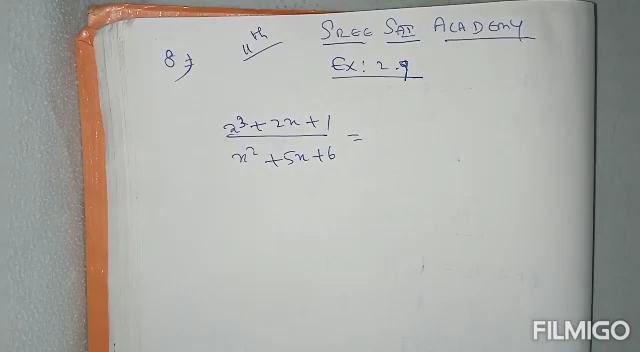 11th SREE SAI ACADEMY
8) Ex: 2.9
x³ + 2x + 1
x² + 5x + 6 =
FILMIGO